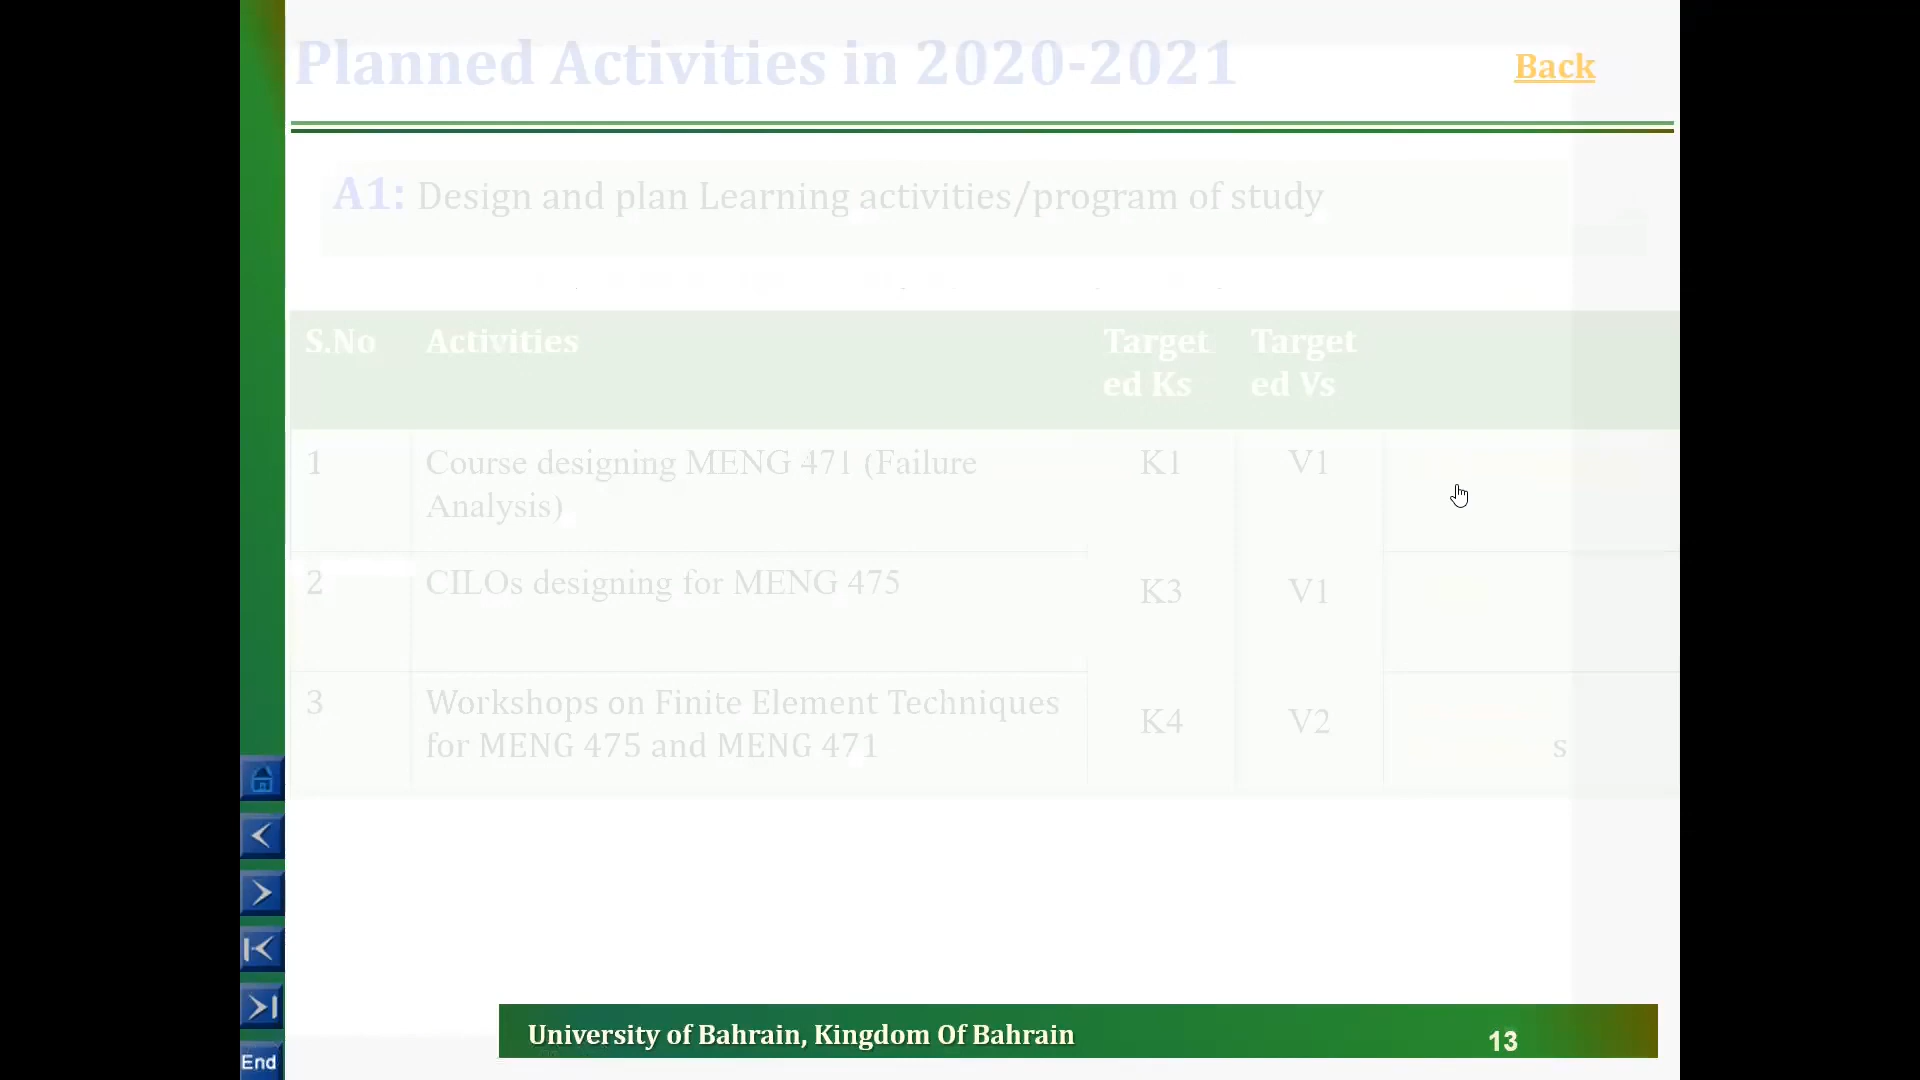 Planned Activities in 2020-2021
Back
A1: Design and plan Learning activities/program of study
S.No Activities Target Target
ed Ks ed Vs
1 Course designing MENG 471 (Failure K1 V1
Analysis)
2 CILOs designing for MENG 475 K3 V1
3 Workshops on Finite Element Techniques K4 V2
for MENG 475 and MENG 471 s
University of Bahrain, Kingdom Of Bahrain 13
End